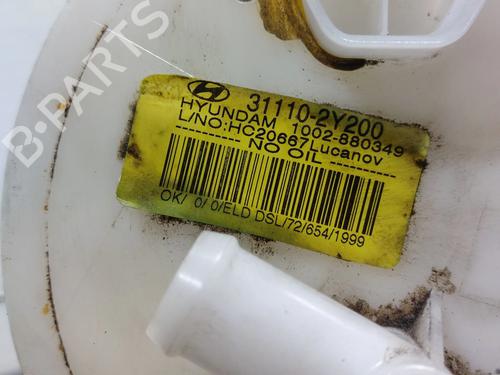 B-PARTS
31110-2Y200
HYUNDAM 1002-880349
L/NO:HC20667Lucanov
NO OIL
OK/ 0/ 0/ELD DSL/72/654/1999